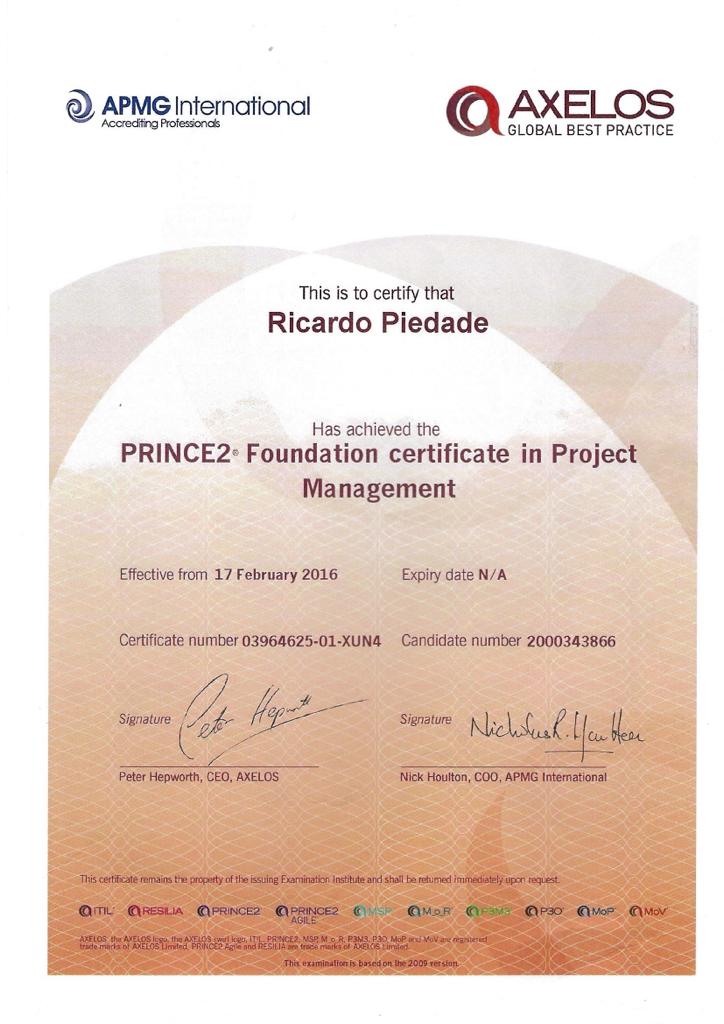 APMG International
Accrediting Professionals
AXELOS
GLOBAL BEST PRACTICE
This is to certify that
Ricardo Piedade
Has achieved the
PRINCE2® Foundation certificate in Project
Management
Effective from 17 February 2016 Expiry date N/A
Certificate number 03964625-01-XUN4 Candidate number 2000343866
Signature Peter Hepworth Signature Nicholas R. Houlton
Peter Hepworth, CEO, AXELOS Nick Houlton, COO, APMG International
This certificate remains the property of the issuing Examination Institute and shall be returned immediately upon request.
ITIL® RESILIA PRINCE2 PRINCE2 AGILE MSP M_o_R® P3M3 P3O® MoP® MoV®
AXELOS, the AXELOS logo, the AXELOS swirl logo, ITIL, PRINCE2, MSP, M_o_R, P3M3, P3O, MoP and MoV are registered
trade marks of AXELOS Limited. PRINCE2 Agile and RESILIA are trade marks of AXELOS Limited.
This examination is based on the 2009 version.